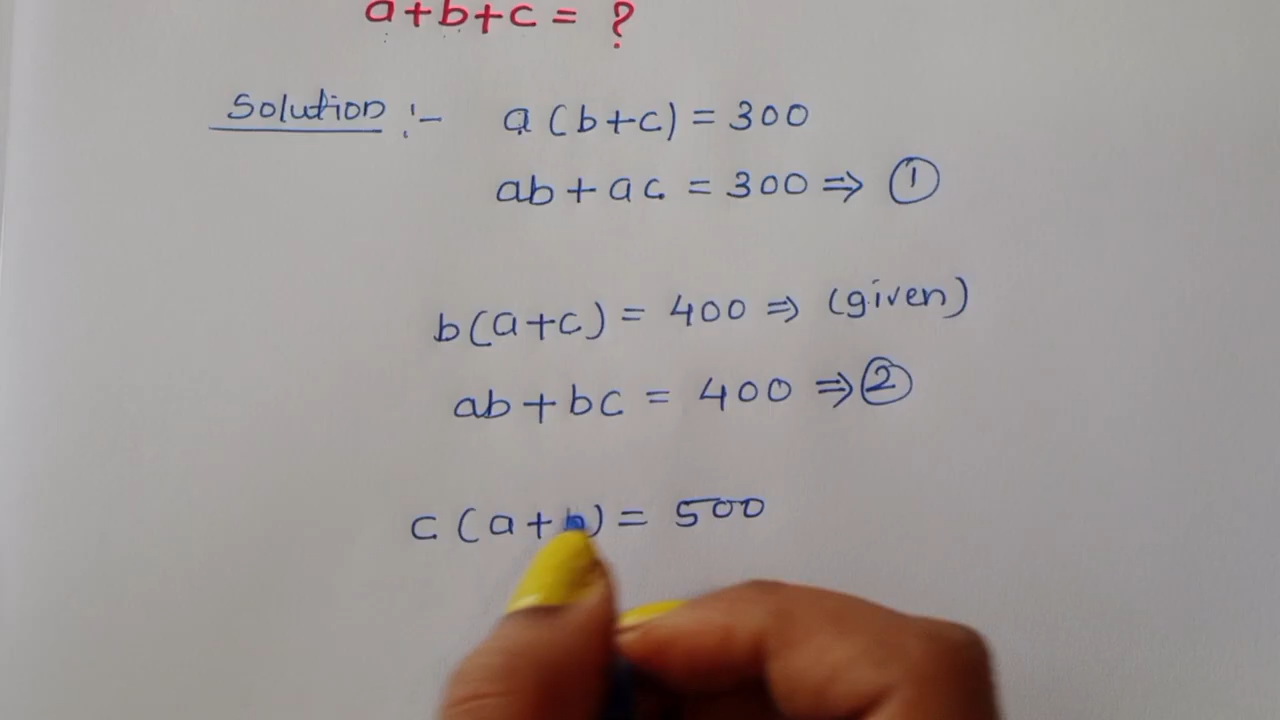 a+b+c = ?
Solution :- a (b+c) = 300
ab + ac = 300 ⇒ ①
b(a+c) = 400 ⇒ (given)
ab + bc = 400 ⇒ ②
c (a+b) = 500